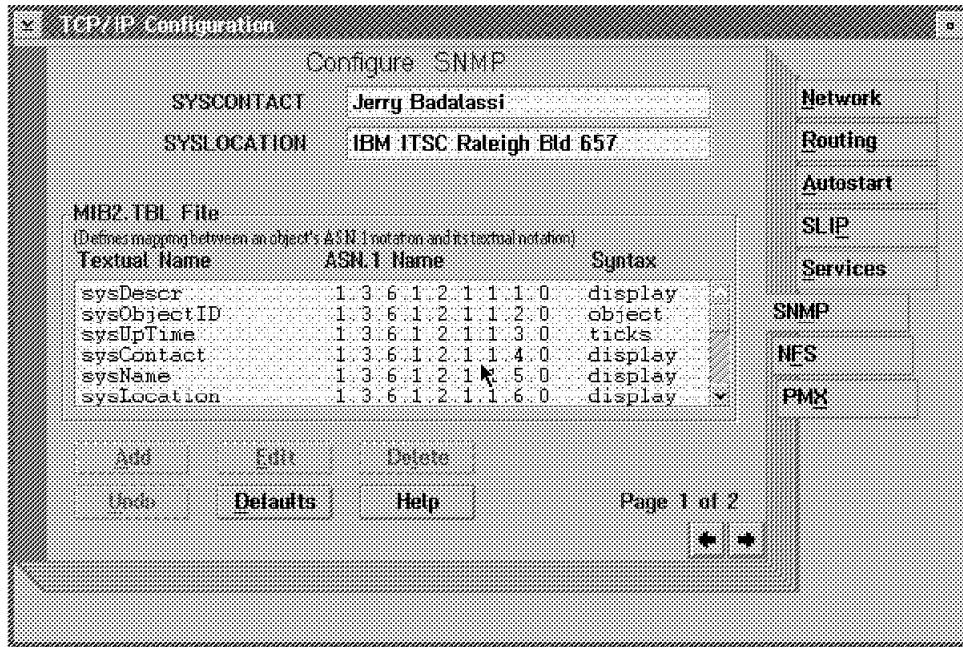 TCP/IP Configuration
Configure SNMP
SYSCONTACT Jerry Badalassi
SYSLOCATION IBM ITSC Raleigh Bld 657
MIB2.TBL File
(Defines mapping between an object's ASN.1 notation and its textual notation)
Textual Name ASN.1 Name Syntax
sysDescr 1.3.6.1.2.1.1.1.0 display
sysObjectID 1.3.6.1.2.1.1.2.0 object
sysUpTime 1.3.6.1.2.1.1.3.0 ticks
sysContact 1.3.6.1.2.1.1.4.0 display
sysName 1.3.6.1.2.1.1.5.0 display
sysLocation 1.3.6.1.2.1.1.6.0 display
Add Edit Delete
Undo Defaults Help Page 1 of 2
Network
Routing
Autostart
SLIP
Services
SNMP
NFS
PMX